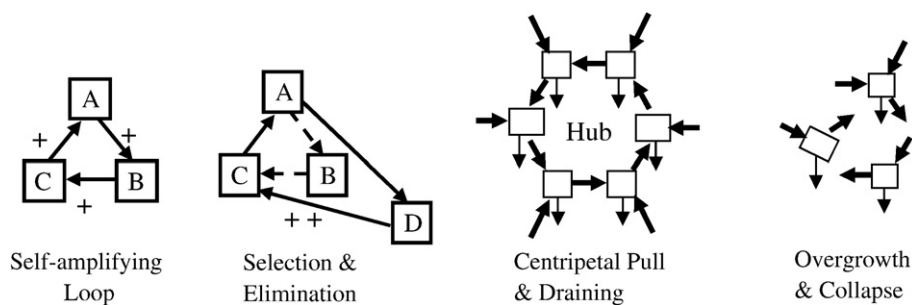 A
+
+
C
B
+
Self-amplifying
Loop
A
C
B
+ +
D
Selection &
Elimination
Hub
Centripetal Pull
& Draining
Overgrowth
& Collapse